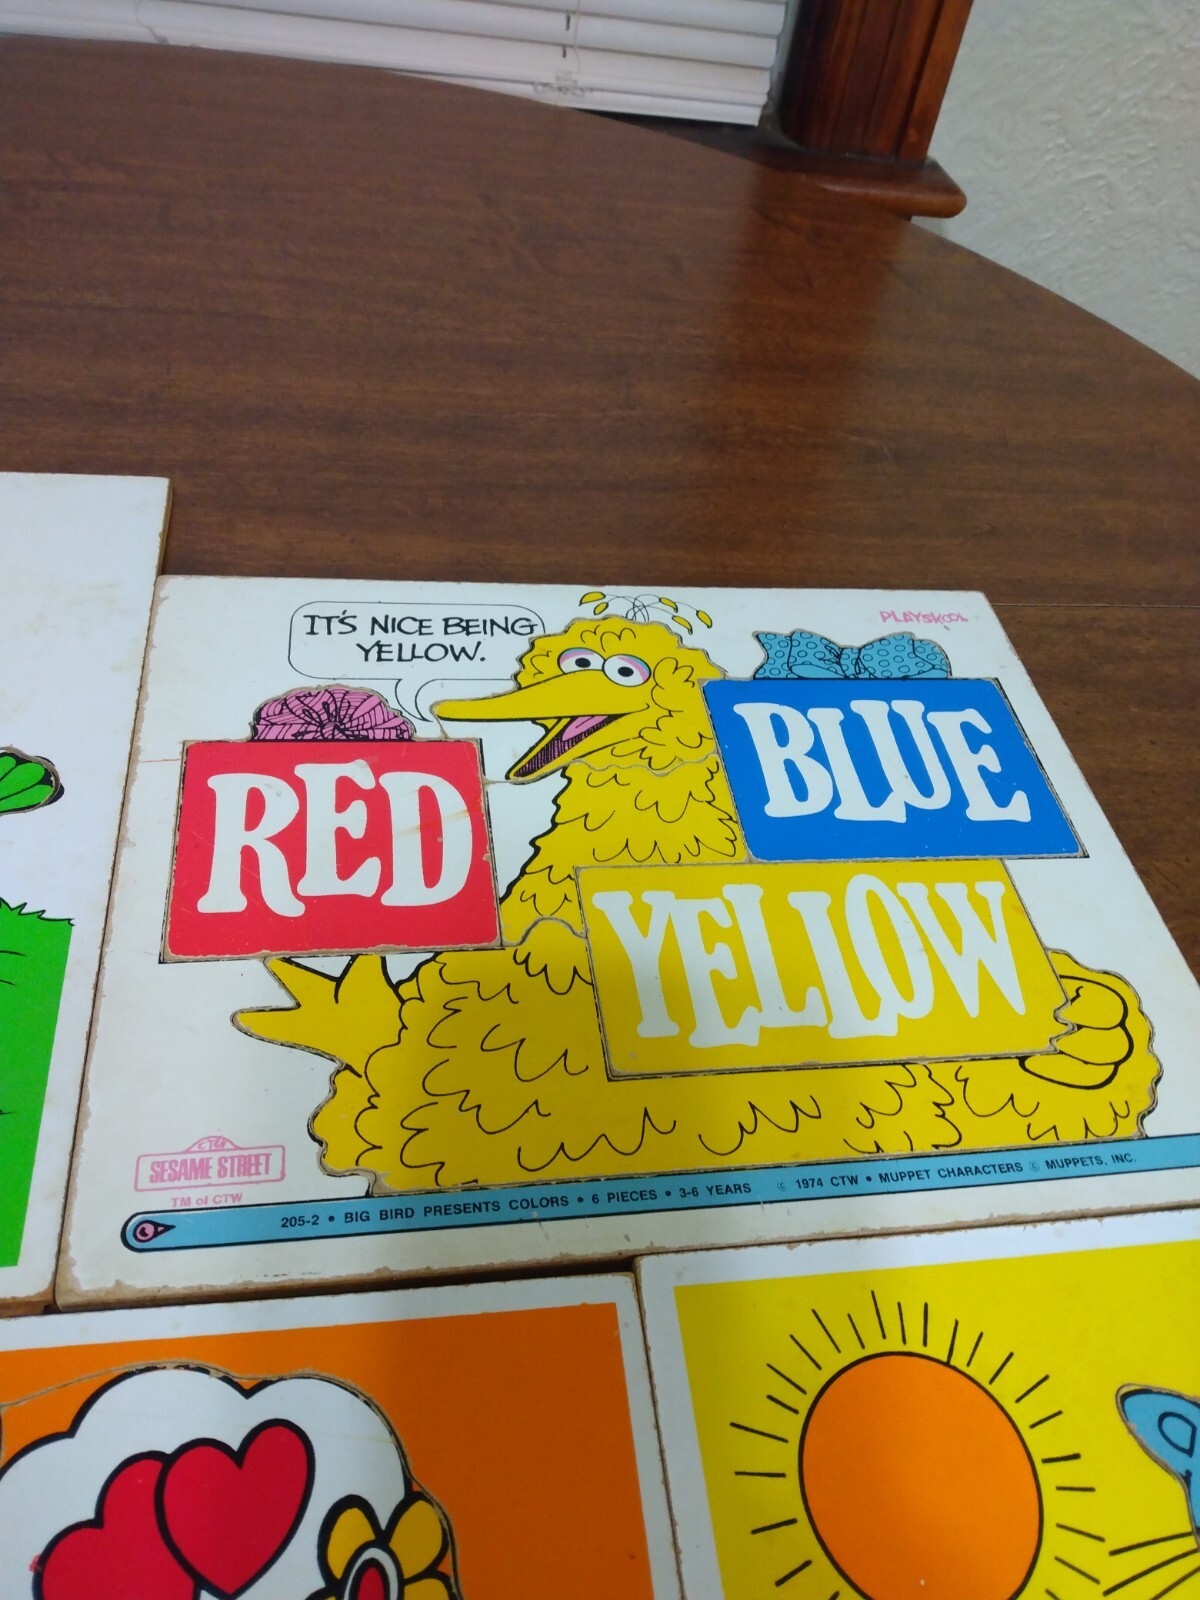 IT'S NICE BEING
YELLOW.
PLAYSKOOL
RED
BLUE
YELLOW
CTW
SESAME STREET
TM of CTW
205-2 • BIG BIRD PRESENTS COLORS • 6 PIECES • 3-6 YEARS © 1974 CTW • MUPPET CHARACTERS © MUPPETS, INC.